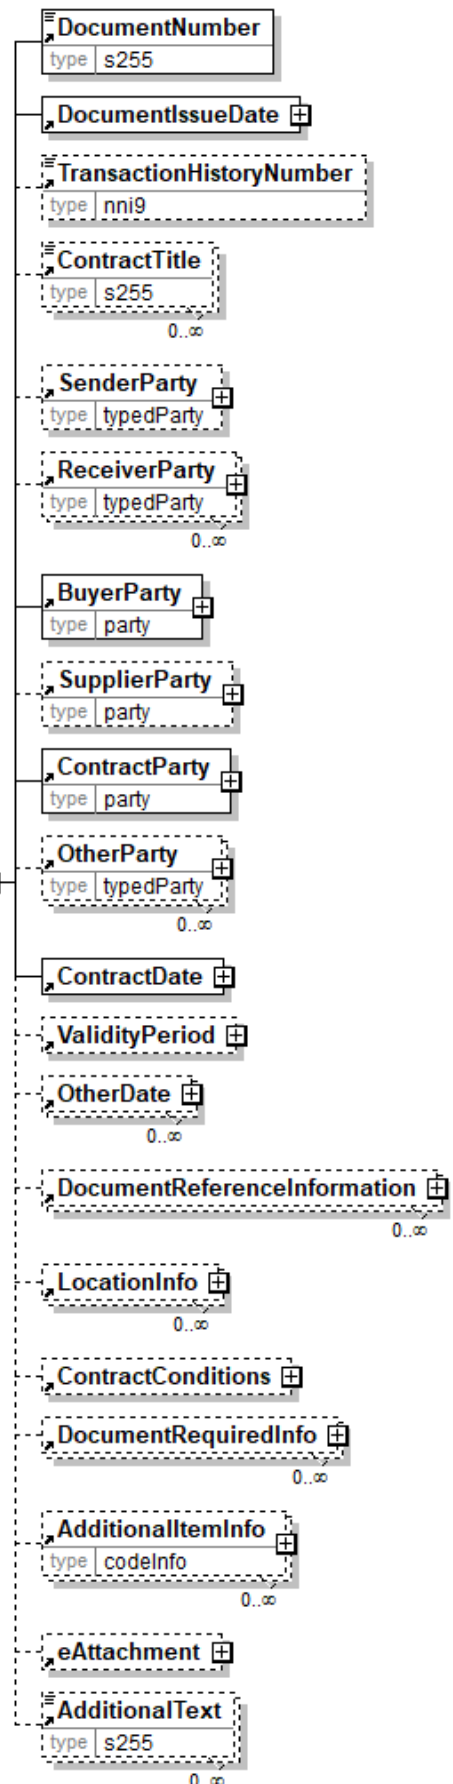 DocumentNumber
type s255
DocumentIssueDate
TransactionHistoryNumber
type nni9
ContractTitle
type s255
0..∞
SenderParty
type typedParty
ReceiverParty
type typedParty
0..∞
BuyerParty
type party
SupplierParty
type party
ContractParty
type party
OtherParty
type typedParty
0..∞
ContractDate
ValidityPeriod
OtherDate
0..∞
DocumentReferenceInformation
0..∞
LocationInfo
0..∞
ContractConditions
DocumentRequiredInfo
0..∞
AdditionalItemInfo
type codeInfo
0..∞
eAttachment
AdditionalText
type s255
0..∞